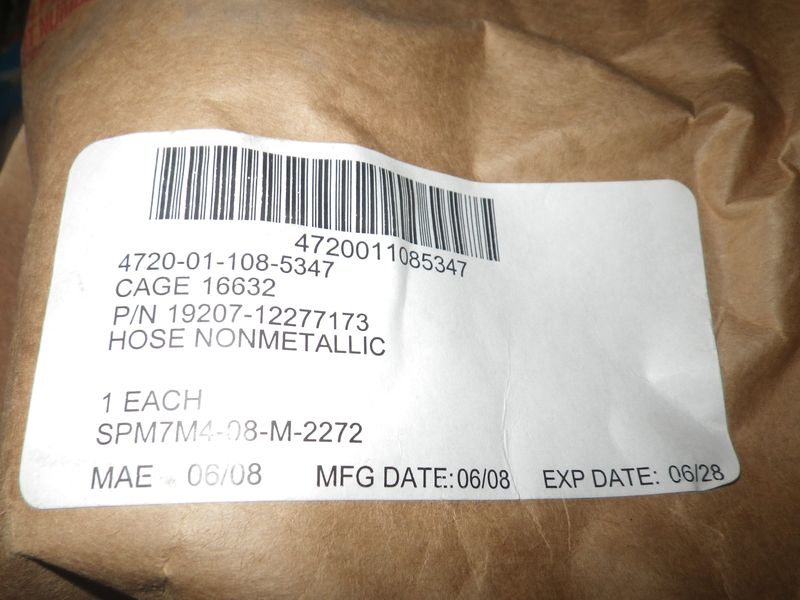 4720011085347
4720-01-108-5347
CAGE 16632
P/N 19207-12277173
HOSE NONMETALLIC
1 EACH
SPM7M4-08-M-2272
MAE 06/08 MFG DATE: 06/08 EXP DATE: 06/28